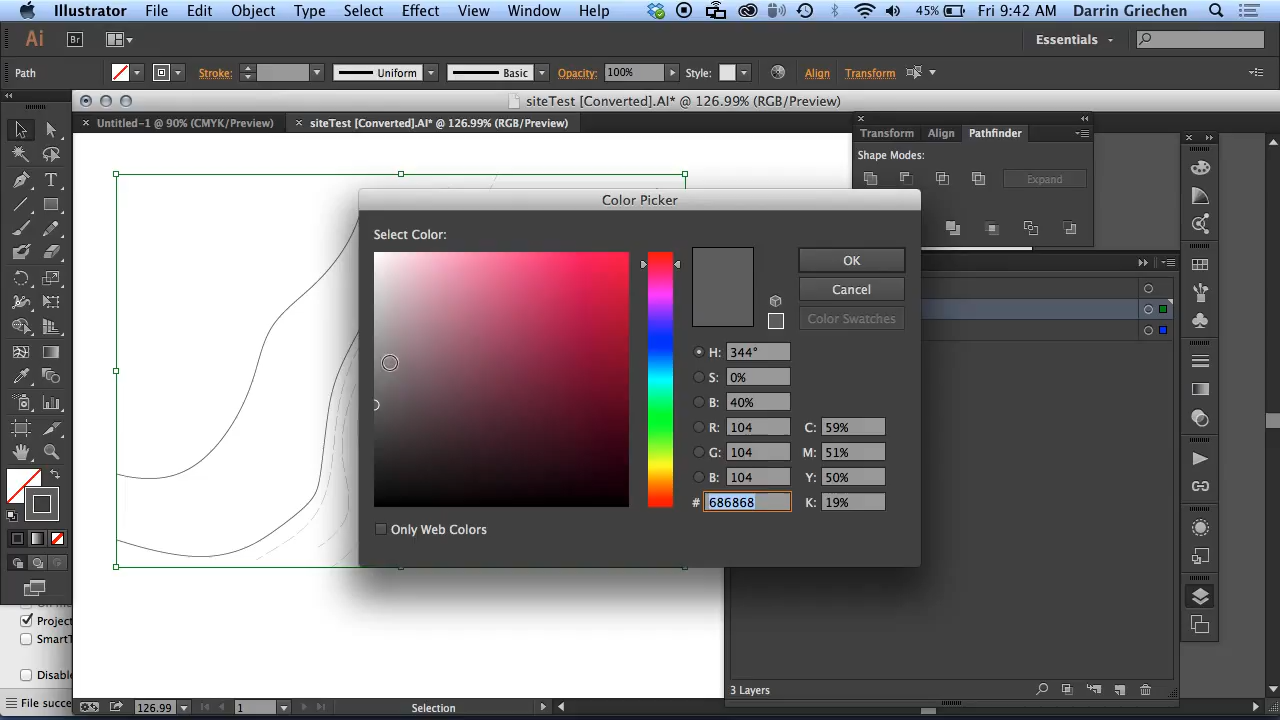 Illustrator File Edit Object Type Select Effect View Window Help 45% Fri 9:42 AM Darrin Griechen
Ai Br Essentials
Path Stroke: Uniform Basic Opacity: 100% Style: Align Transform
siteTest [Converted].AI* @ 126.99% (RGB/Preview)
Untitled-1 @ 90% (CMYK/Preview) siteTest [Converted].AI* @ 126.99% (RGB/Preview)
Transform Align Pathfinder
Shape Modes:
Expand
Color Picker
Select Color:
OK
Cancel
Color Swatches
H: 344°
S: 0%
B: 40%
R: 104 C: 59%
G: 104 M: 51%
B: 104 Y: 50%
# 686868 K: 19%
Only Web Colors
Project
SmartT
Disable
File succe
3 Layers
126.99 1 Selection